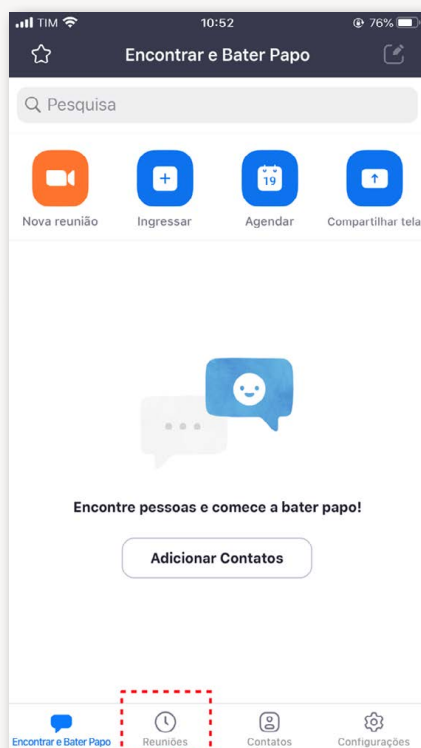 TIM 10:52 76%
Encontrar e Bater Papo
Pesquisa
19
Nova reunião Ingressar Agendar Compartilhar tela
Encontre pessoas e comece a bater papo!
Adicionar Contatos
Encontrar e Bater Papo Reuniões Contatos Configurações